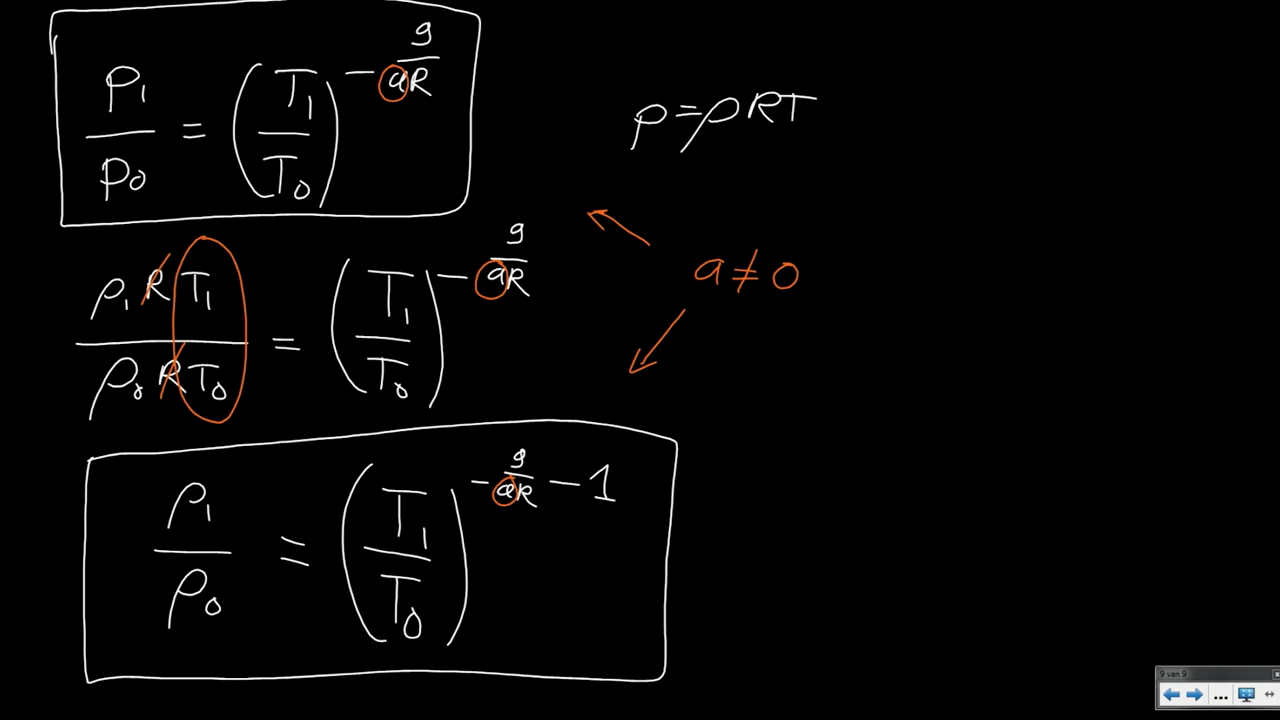 p₁/p₀ = (T₁/T₀)^(-g/(aR))
p = ρRT
a ≠ 0
ρ₁RT₁/ρ₀RT₀ = (T₁/T₀)^(-g/(aR))
ρ₁/ρ₀ = (T₁/T₀)^(-g/(aR) - 1)
9 van 9
...